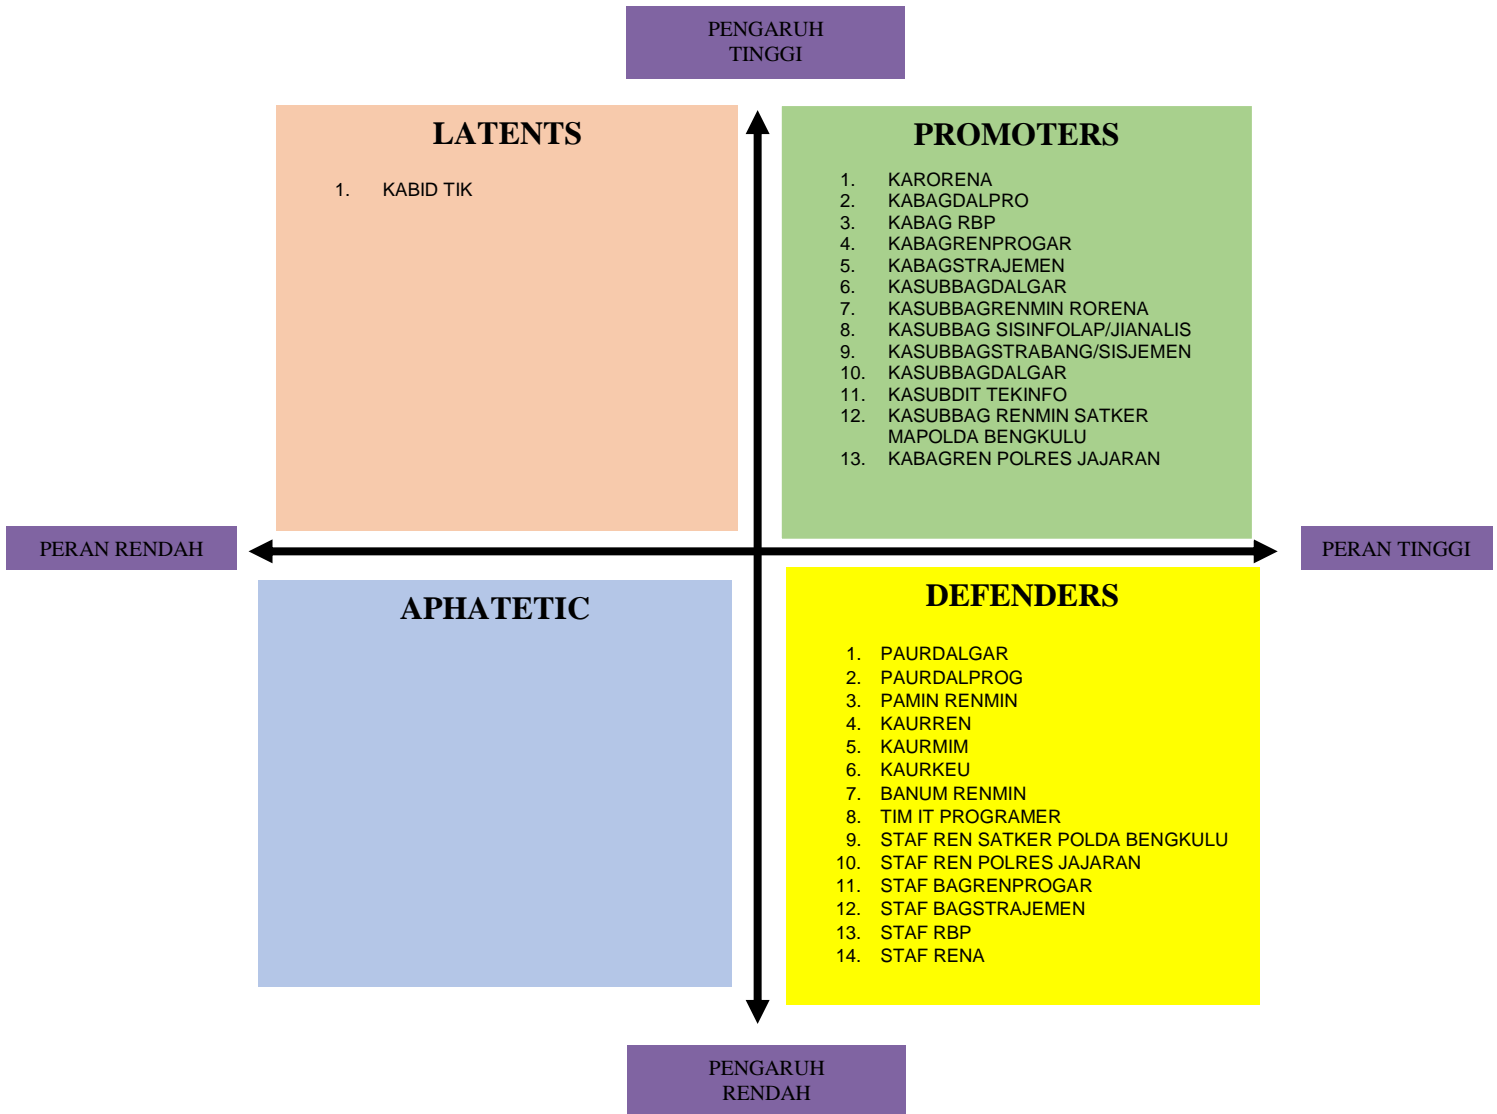 PENGARUH
TINGGI
LATENTS
1. KABID TIK
PROMOTERS
1. KARORENA
2. KABAGDALPRO
3. KABAG RBP
4. KABAGRENPROGAR
5. KABAGSTRAJEMEN
6. KASUBBAGDALGAR
7. KASUBBAGRENMIN RORENA
8. KASUBBAG SISINFOLAP/JIANALIS
9. KASUBBAGSTRABANG/SISJEMEN
10. KASUBBAGDALGAR
11. KASUBDIT TEKINFO
12. KASUBBAG RENMIN SATKER
MAPOLDA BENGKULU
13. KABAGREN POLRES JAJARAN
PERAN RENDAH
PERAN TINGGI
APHATETIC
DEFENDERS
1. PAURDALGAR
2. PAURDALPROG
3. PAMIN RENMIN
4. KAURREN
5. KAURMIM
6. KAURKEU
7. BANUM RENMIN
8. TIM IT PROGRAMER
9. STAF REN SATKER POLDA BENGKULU
10. STAF REN POLRES JAJARAN
11. STAF BAGRENPROGAR
12. STAF BAGSTRAJEMEN
13. STAF RBP
14. STAF RENA
PENGARUH
RENDAH